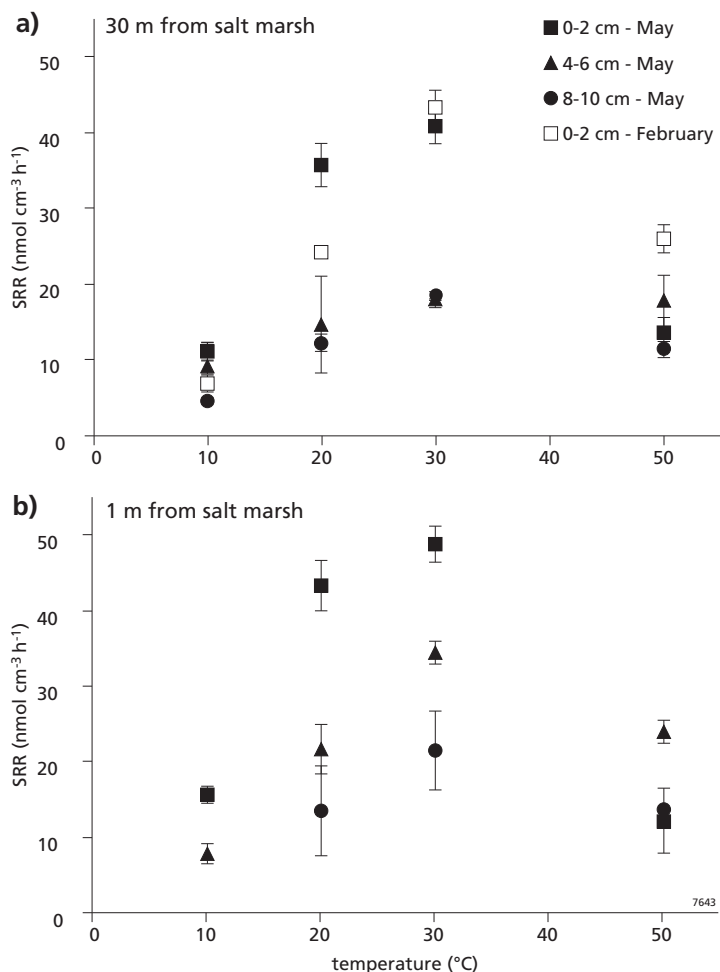 a)
30 m from salt marsh
0-2 cm - May
4-6 cm - May
8-10 cm - May
0-2 cm - February
50
40
30
20
10
0
SRR (nmol cm⁻³ h⁻¹)
0 10 20 30 40 50
b)
1 m from salt marsh
50
40
30
20
10
0
SRR (nmol cm⁻³ h⁻¹)
7643
0 10 20 30 40 50
temperature (°C)